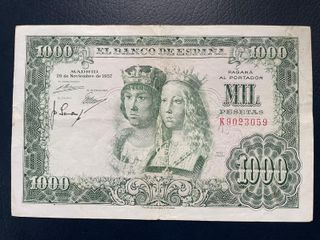 1000 EL BANCO DE ESPAÑA 1000
MADRID
29 de Noviembre de 1957
PAGARÁ
AL PORTADOR
MIL
PESETAS
K9023059
1000 1000